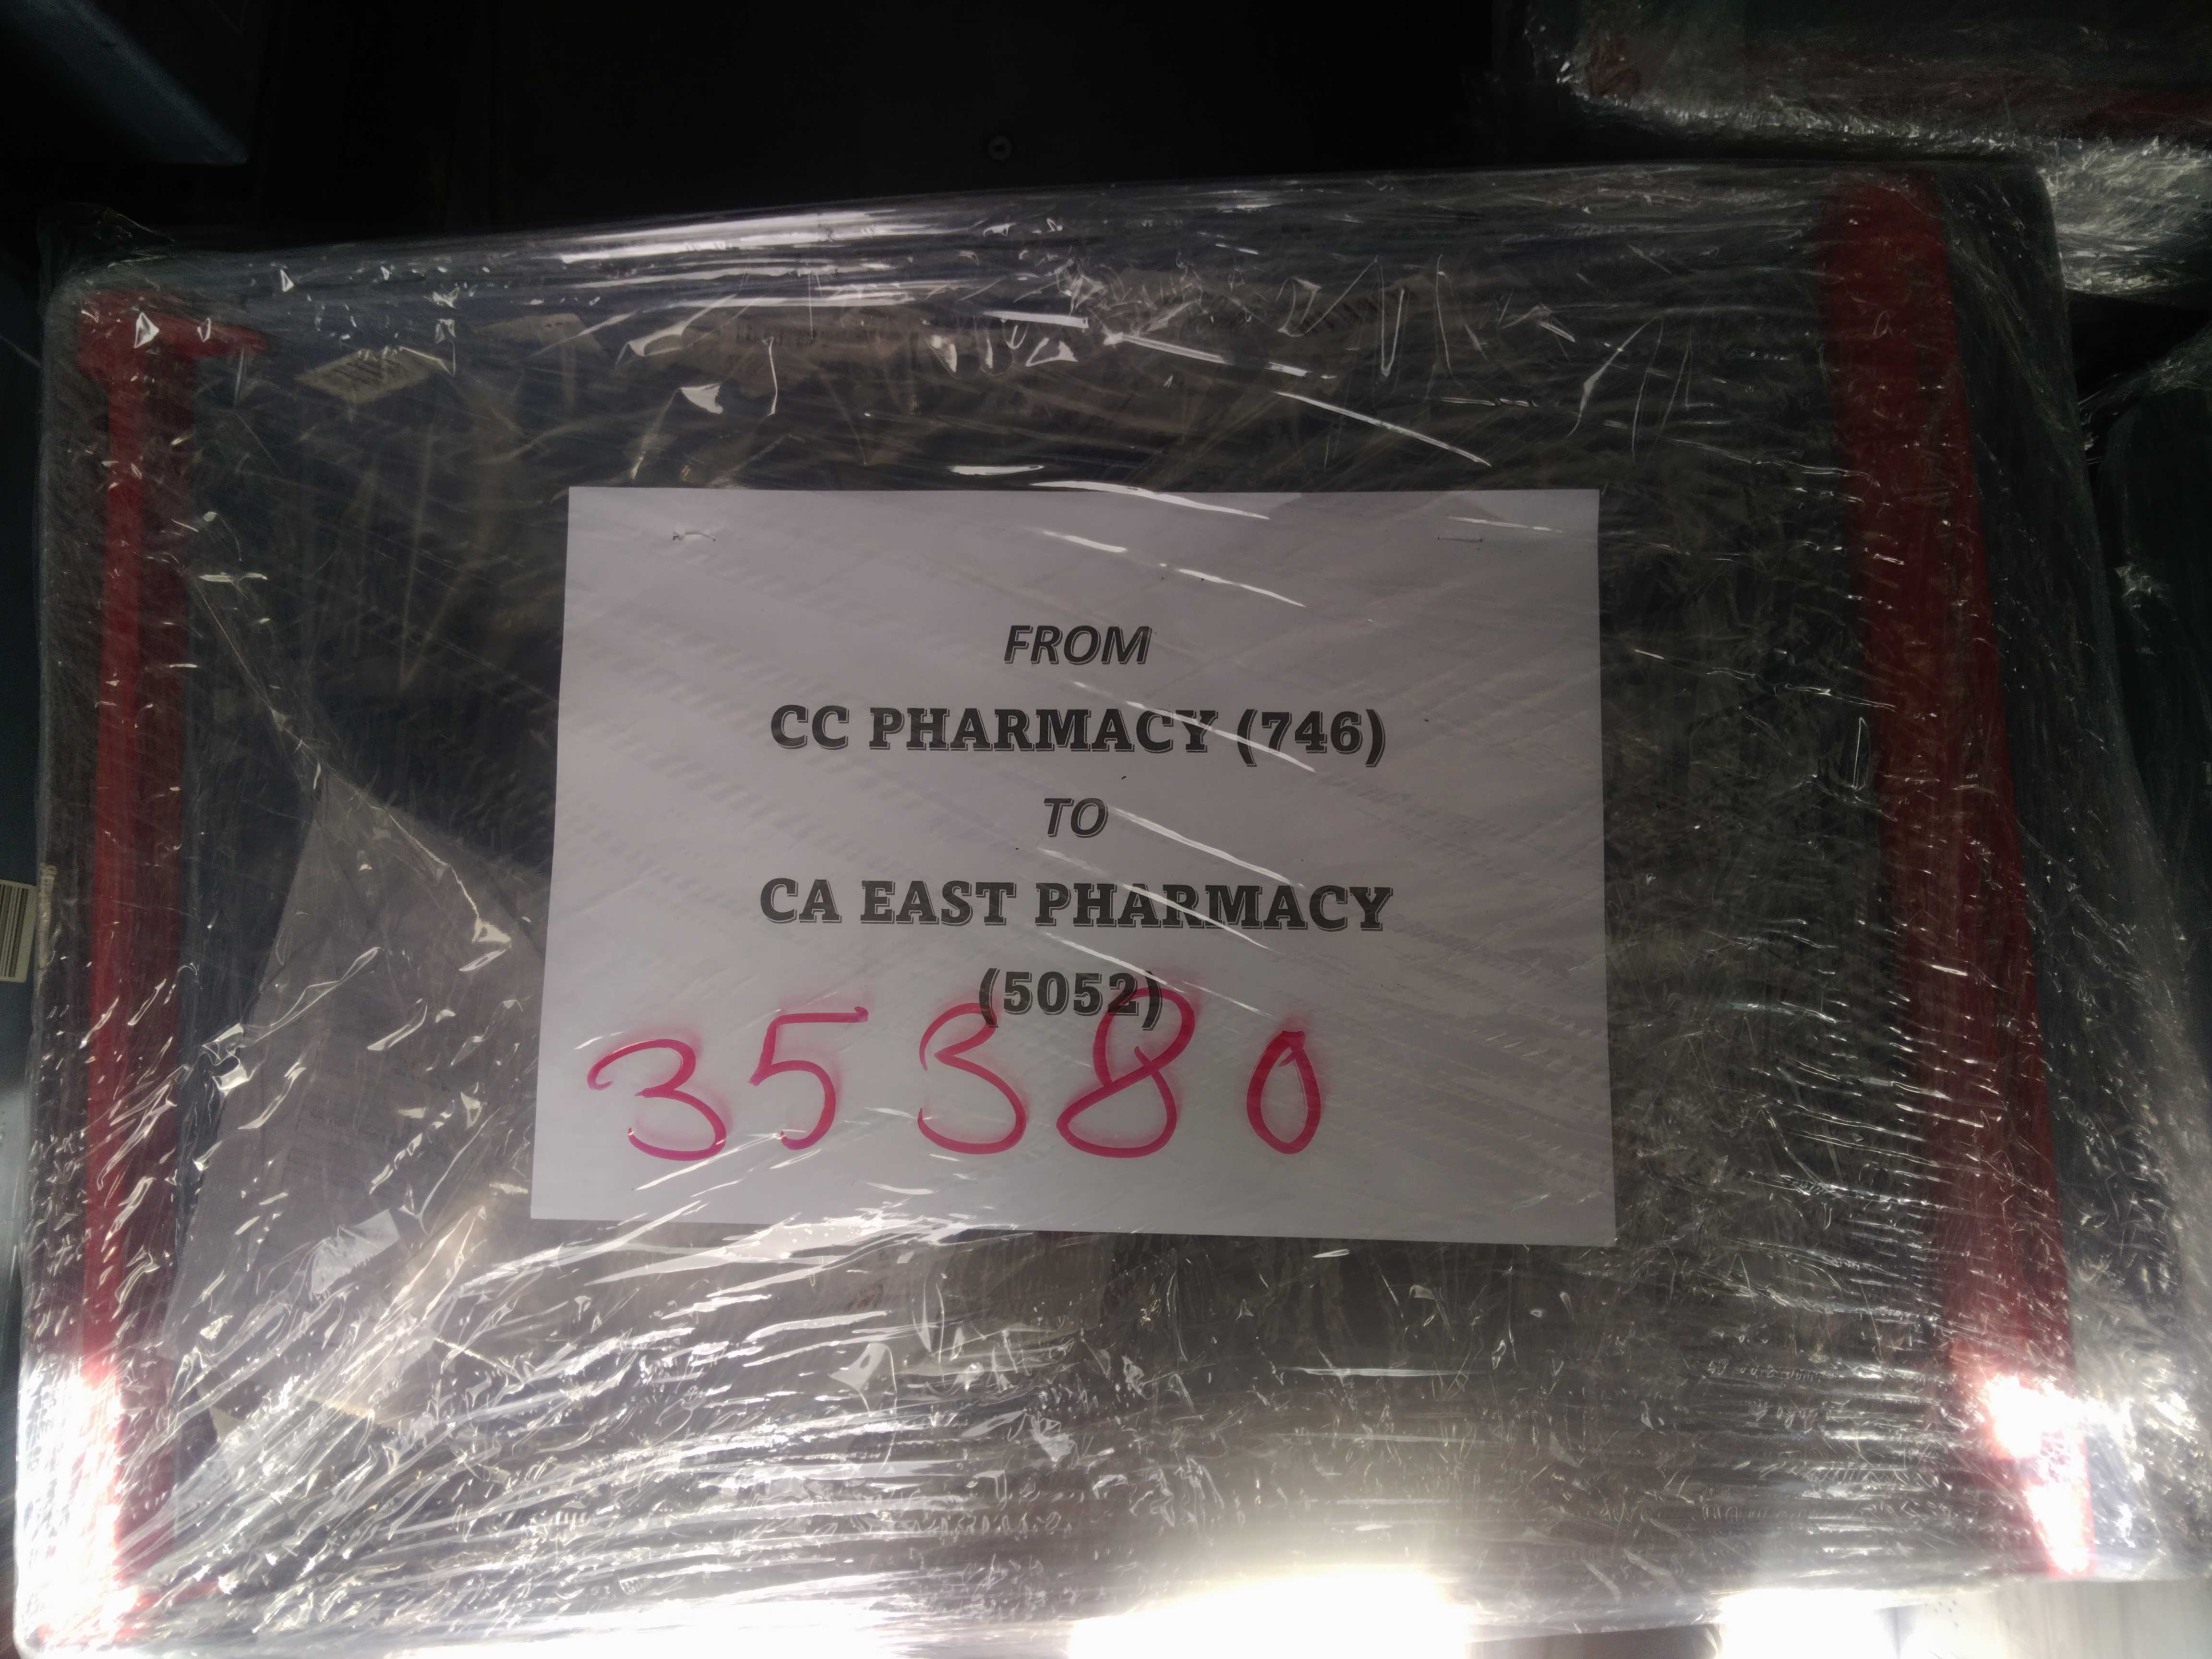 FROM
CC PHARMACY (746)
TO
CA EAST PHARMACY
(5052)
35380